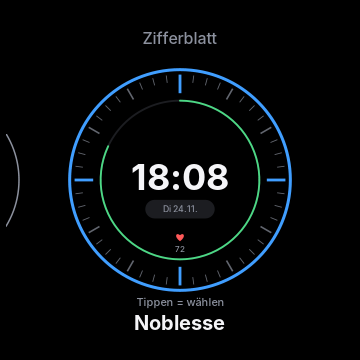 Zifferblatt
18:08
Di 24.11.
72
Tippen = wählen
Noblesse